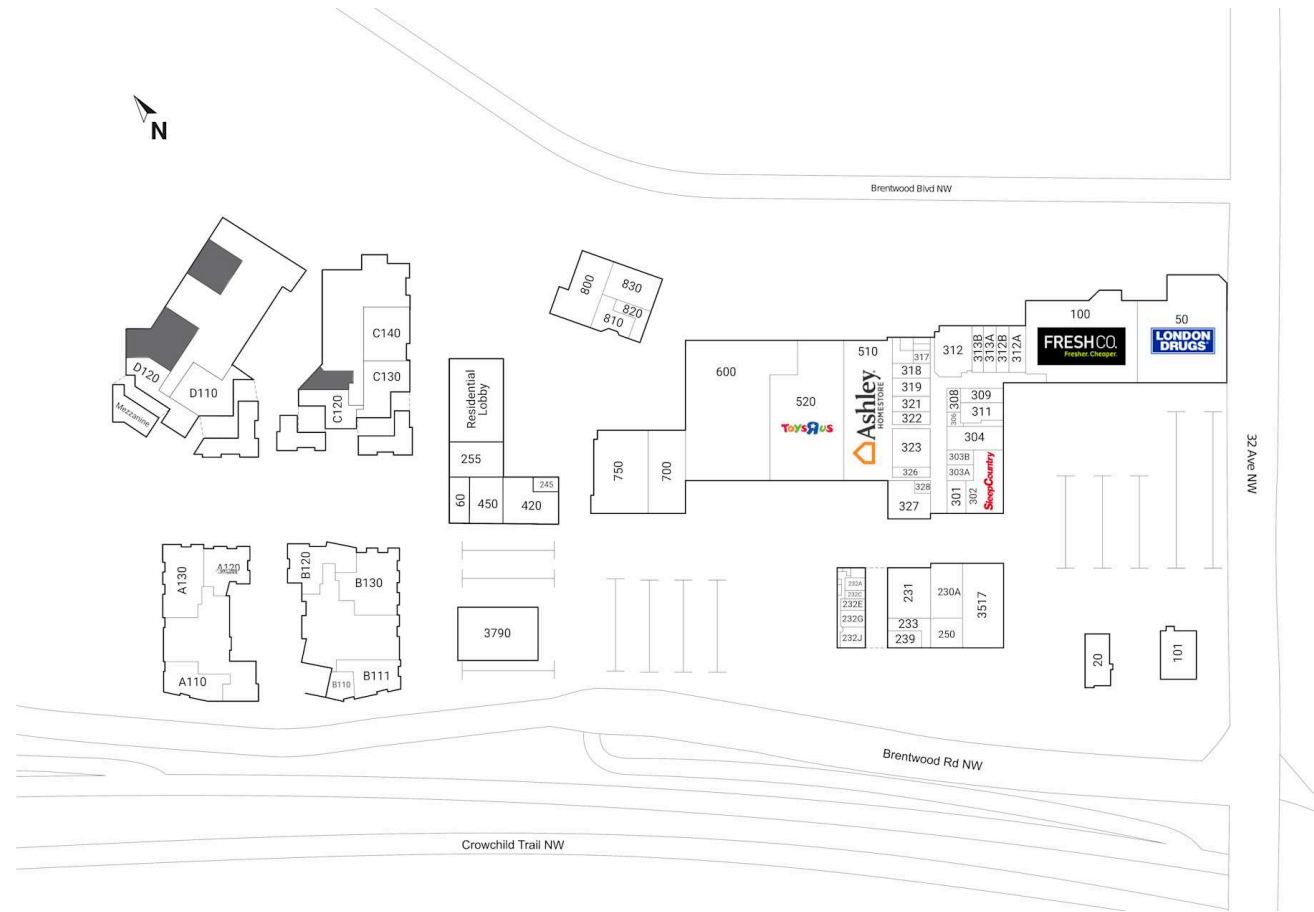 N
Brentwood Blvd NW
32 Ave NW
Brentwood Rd NW
Crowchild Trail NW
D120
D110
Mezzanine
C140
C130
C120
Residential
Lobby
255
60
450
420
245
800
830
820
810
750
700
600
520
ToysRus
510
Ashley
HOMESTORE
317
318
319
321
322
323
326
328
327
312
313B
313A
312B
312A
100
FRESHCO.
Fresher. Cheaper.
50
LONDON
DRUGS
308
309
306
311
304
303B
303A
301
302
SleepCountry
A130
A120
A110
B120
B130
B110
B111
3790
232A
232C
232E
232G
232J
231
233
239
230A
250
3517
20
101